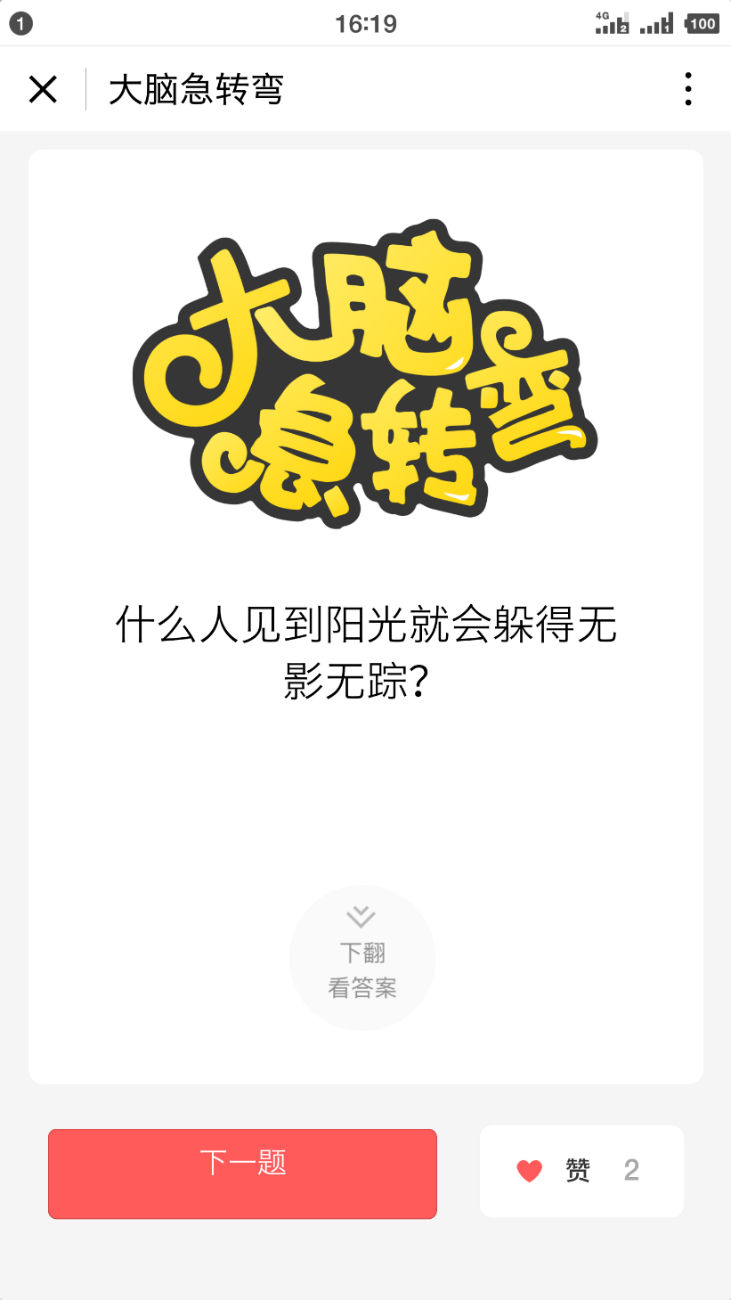 1 16:19 4G 2 1 100
大脑急转弯
大脑
急转弯
什么人见到阳光就会躲得无
影无踪?
下翻
看答案
下一题
赞 2